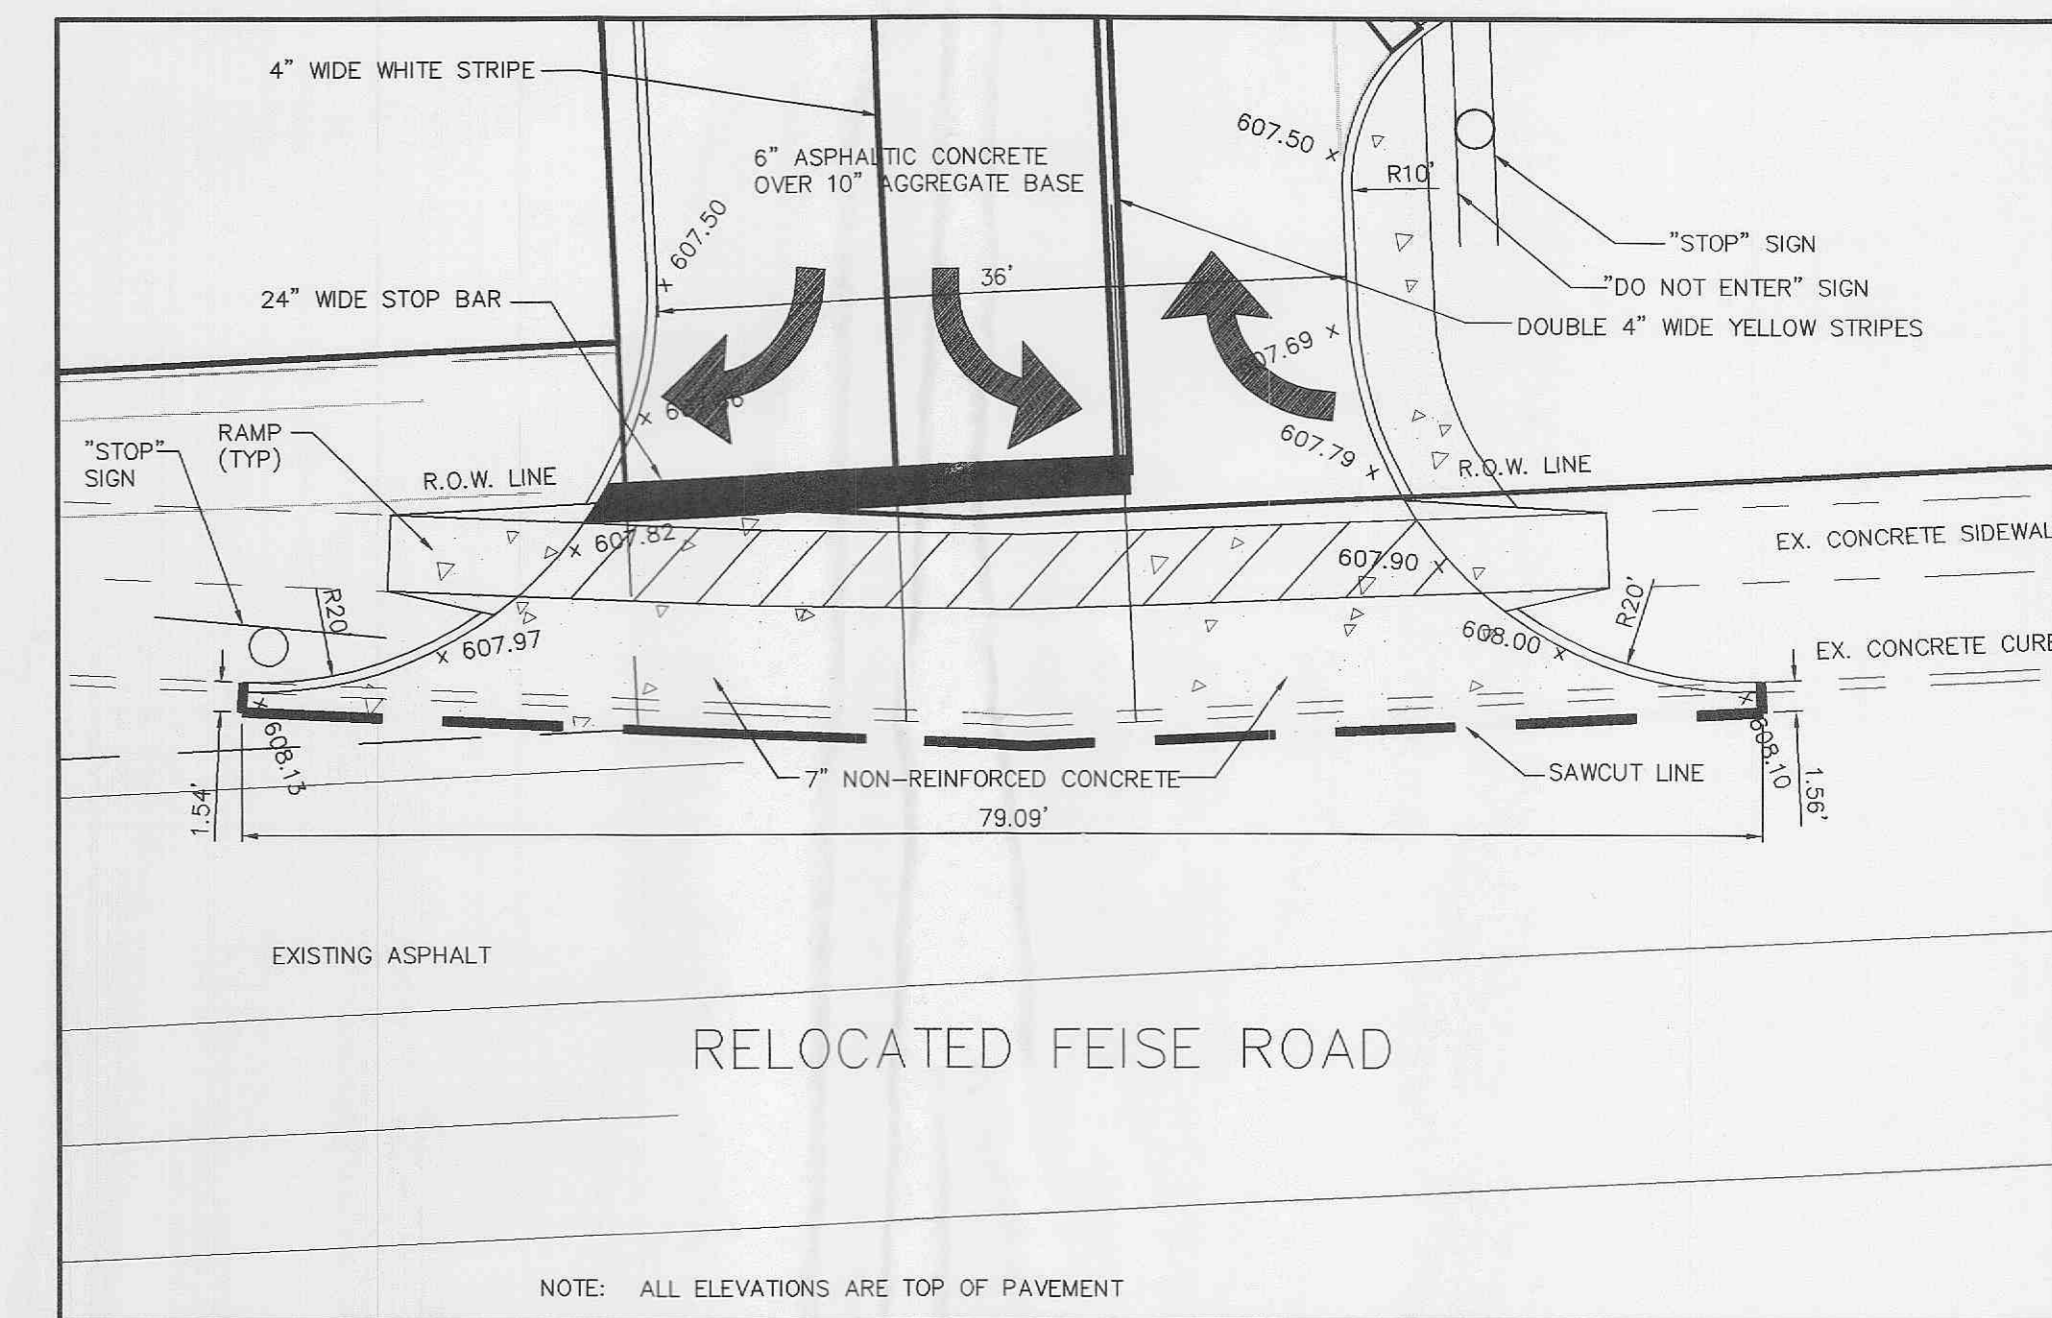 4" WIDE WHITE STRIPE
6" ASPHALTIC CONCRETE
OVER 10" AGGREGATE BASE
607.50
607.50
R10'
"STOP" SIGN
"DO NOT ENTER" SIGN
DOUBLE 4" WIDE YELLOW STRIPES
24" WIDE STOP BAR
36'
607.79
"STOP"
SIGN
RAMP
(TYP)
R.O.W. LINE
R.O.W. LINE
607.82
607.90
EX. CONCRETE SIDEWAL
R20'
607.97
608.00
R20'
EX. CONCRETE CURB
608.13
1.54'
7" NON-REINFORCED CONCRETE
SAWCUT LINE
608.10
1.56'
79.09'
EXISTING ASPHALT
RELOCATED FEISE ROAD
NOTE: ALL ELEVATIONS ARE TOP OF PAVEMENT